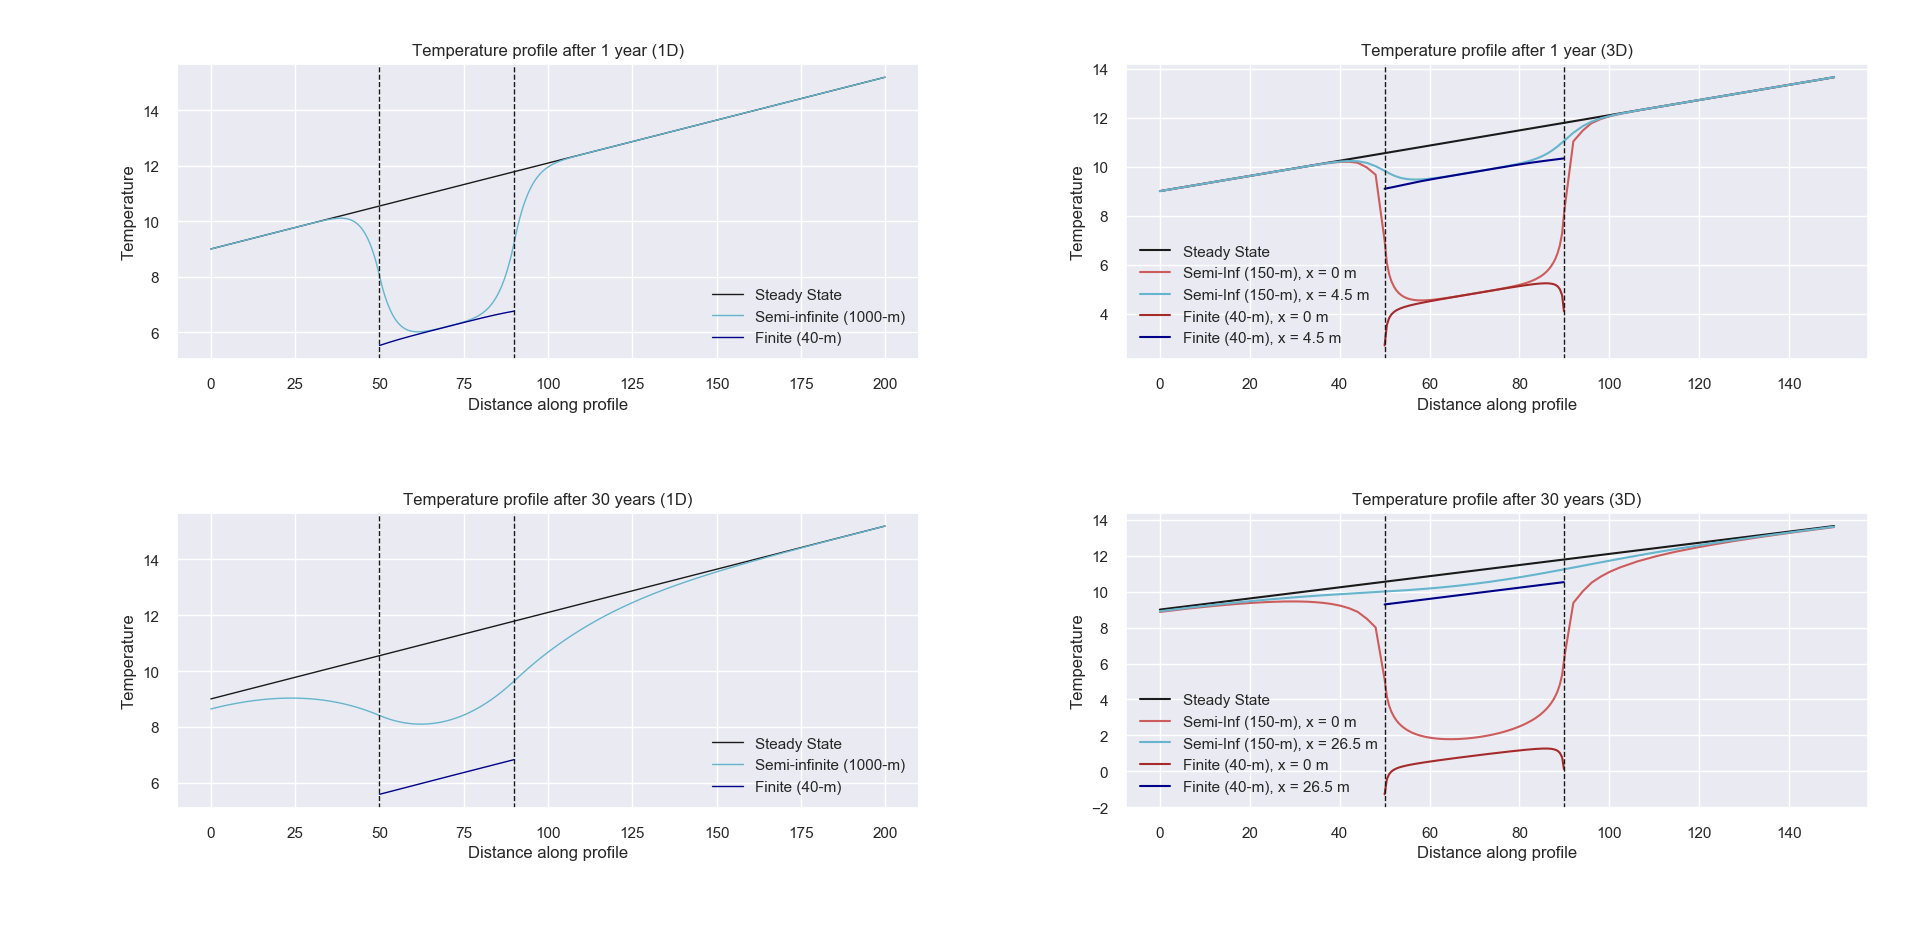 Temperature profile after 1 year (1D)
Temperature
14
12
10
8
6
Steady State
Semi-infinite (1000-m)
Finite (40-m)
0 25 50 75 100 125 150 175 200
Distance along profile
Temperature profile after 1 year (3D)
Temperature
14
12
10
8
6
4
Steady State
Semi-Inf (150-m), x = 0 m
Semi-Inf (150-m), x = 4.5 m
Finite (40-m), x = 0 m
Finite (40-m), x = 4.5 m
0 20 40 60 80 100 120 140
Distance along profile
Temperature profile after 30 years (1D)
Temperature
14
12
10
8
6
Steady State
Semi-infinite (1000-m)
Finite (40-m)
0 25 50 75 100 125 150 175 200
Distance along profile
Temperature profile after 30 years (3D)
Temperature
14
12
10
8
6
4
2
0
−2
Steady State
Semi-Inf (150-m), x = 0 m
Semi-Inf (150-m), x = 26.5 m
Finite (40-m), x = 0 m
Finite (40-m), x = 26.5 m
0 20 40 60 80 100 120 140
Distance along profile